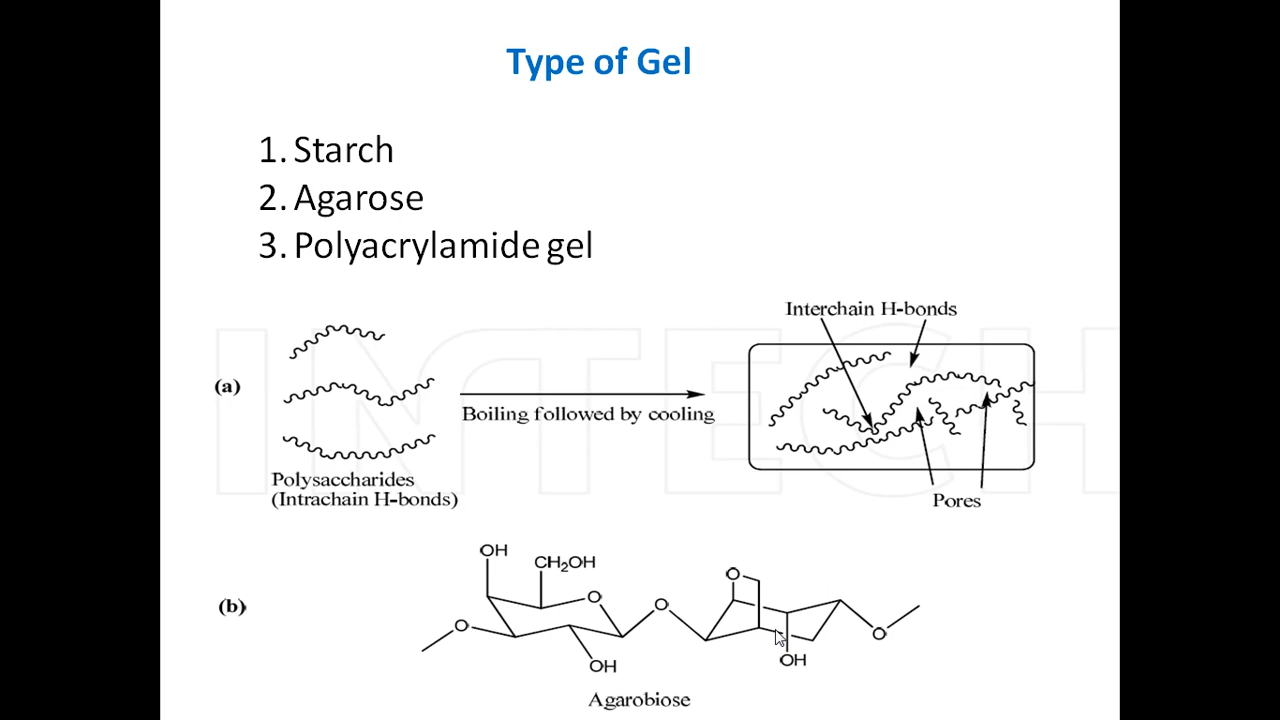 Type of Gel
1. Starch
2. Agarose
3. Polyacrylamide gel
Interchain H-bonds
(a)
Boiling followed by cooling
Polysaccharides
(Intrachain H-bonds)
Pores
INTECH
(b)
OH
CH₂OH
O
O
O
O
O
OH
OH
Agarobiose